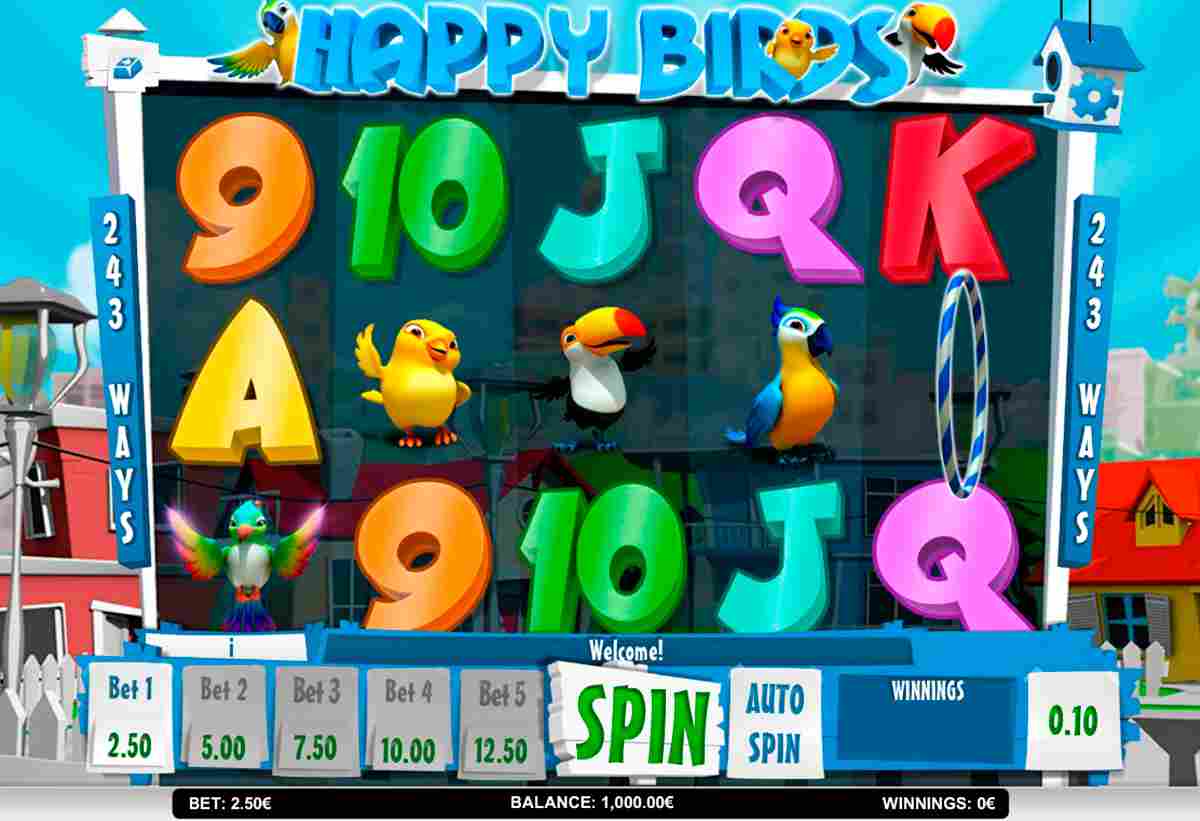 HAPPY BIRDS
9 10 J Q K
243 WAYS
243 WAYS
A
9 10 J Q
i
Welcome!
Bet 1
Bet 2
Bet 3
Bet 4
Bet 5
2.50
5.00
7.50
10.00
12.50
SPIN
AUTO
SPIN
WINNINGS
0.10
BET: 2.50€
BALANCE: 1,000.00€
WINNINGS: 0€